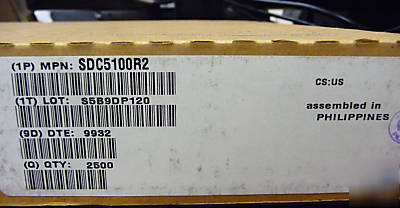 (1P) MPN: SDC5100R2
(1T) LOT: S5B9DP120
(9D) DTE: 9932
(Q) QTY: 2500
CS:US
assembled in
PHILIPPINES